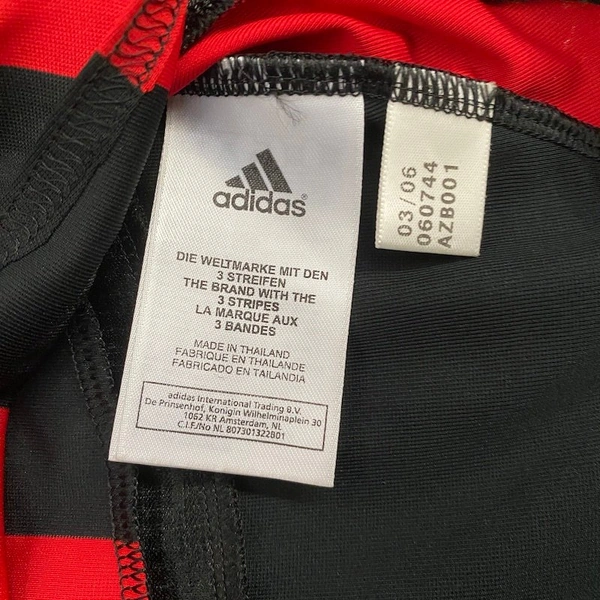 adidas®
DIE WELTMARKE MIT DEN
3 STREIFEN
THE BRAND WITH THE
3 STRIPES
LA MARQUE AUX
3 BANDES
MADE IN THAILAND
FABRIQUE EN THAILANDE
FABRICADO EN TAILANDIA
adidas International Trading B.V.
De Prinsenhof, Konigin Wilhelminaplein 30
1062 KR Amsterdam, NL
C.I.F./No NL 807301322B01
03/06
060744
AZB001